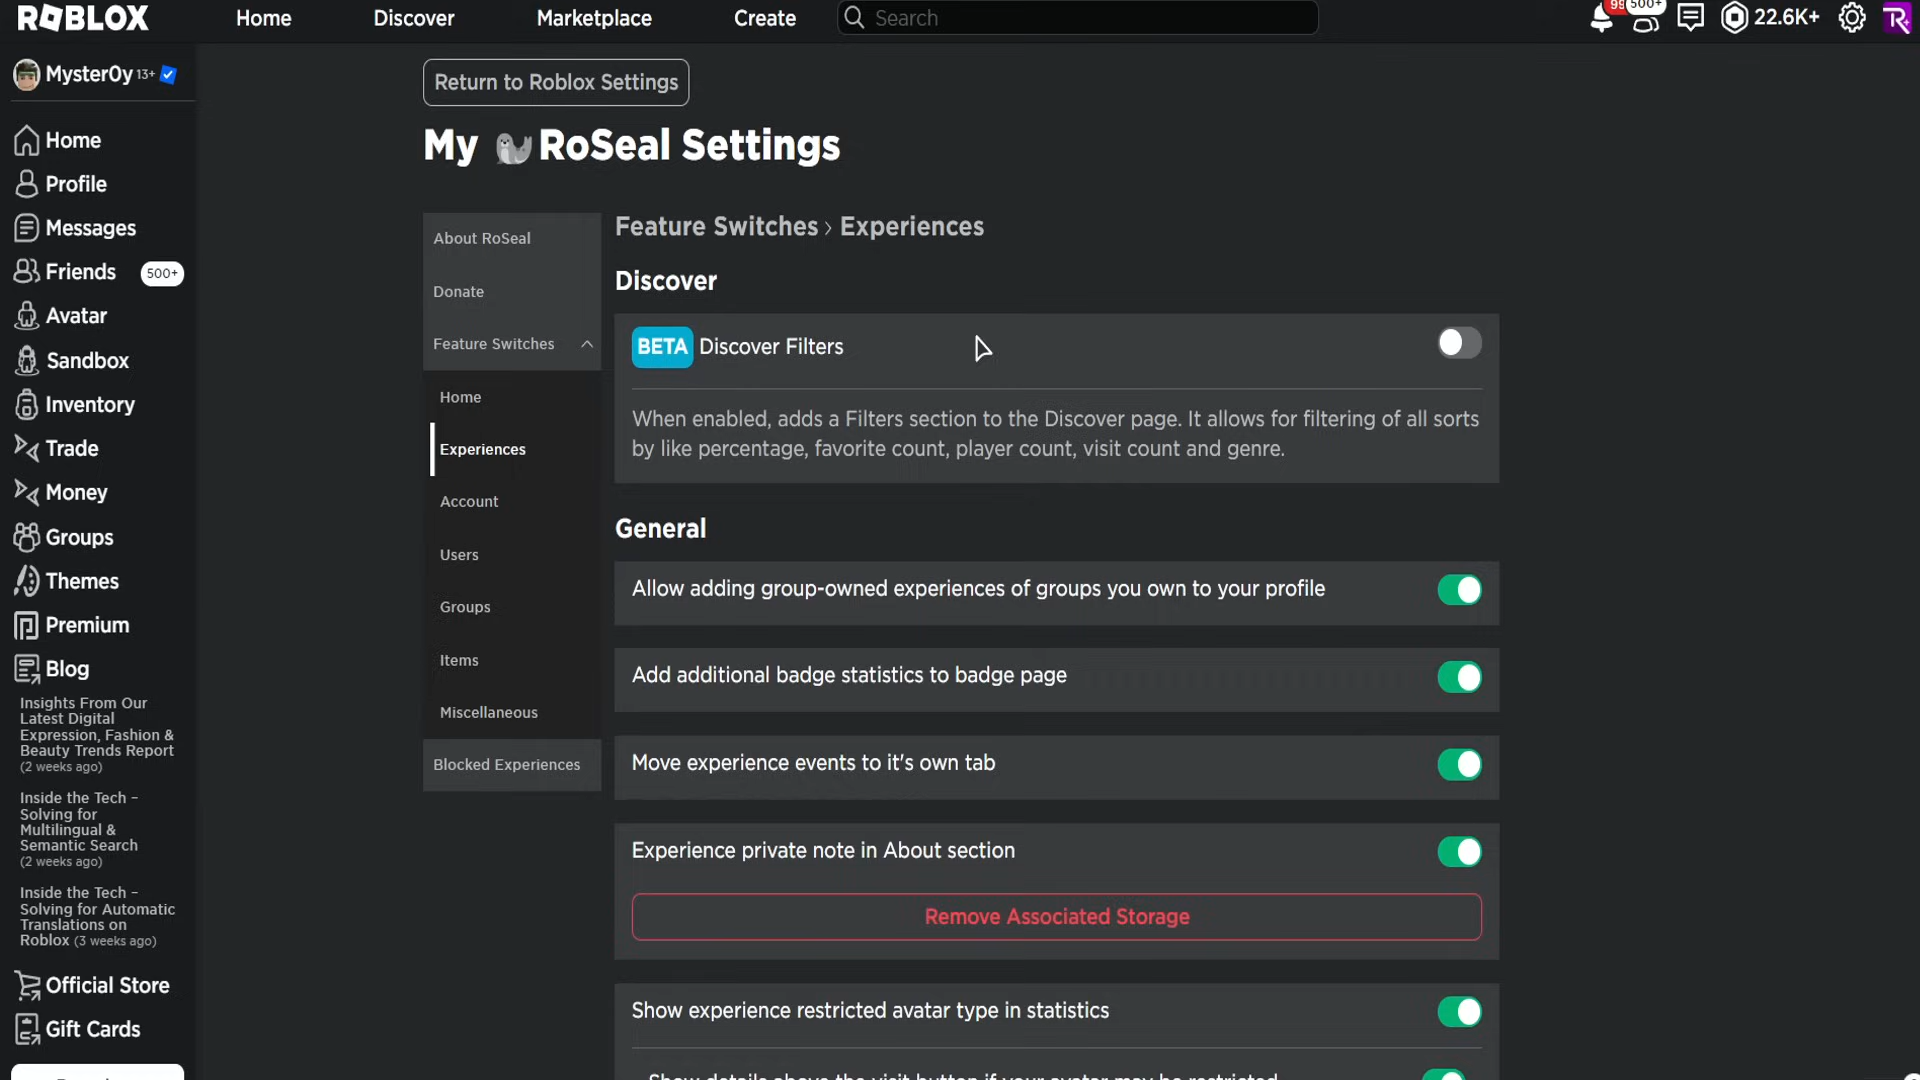 ROBLOX
Home
Discover
Marketplace
Create
Search
99
500+
22.6K+
MysterOy 13+
Home
Profile
Messages
Friends 500+
Avatar
Sandbox
Inventory
Trade
Money
Groups
Themes
Premium
Blog
Insights From Our
Latest Digital
Expression, Fashion &
Beauty Trends Report
(2 weeks ago)
Inside the Tech –
Solving for
Multilingual &
Semantic Search
(2 weeks ago)
Inside the Tech –
Solving for Automatic
Translations on
Roblox (3 weeks ago)
Official Store
Gift Cards
Return to Roblox Settings
My RoSeal Settings
About RoSeal
Donate
Feature Switches
Home
Experiences
Account
Users
Groups
Items
Miscellaneous
Blocked Experiences
Feature Switches › Experiences
Discover
BETA Discover Filters
When enabled, adds a Filters section to the Discover page. It allows for filtering of all sorts
by like percentage, favorite count, player count, visit count and genre.
General
Allow adding group-owned experiences of groups you own to your profile
Add additional badge statistics to badge page
Move experience events to it's own tab
Experience private note in About section
Remove Associated Storage
Show experience restricted avatar type in statistics
Show details above the visit button if your avatar may be restricted